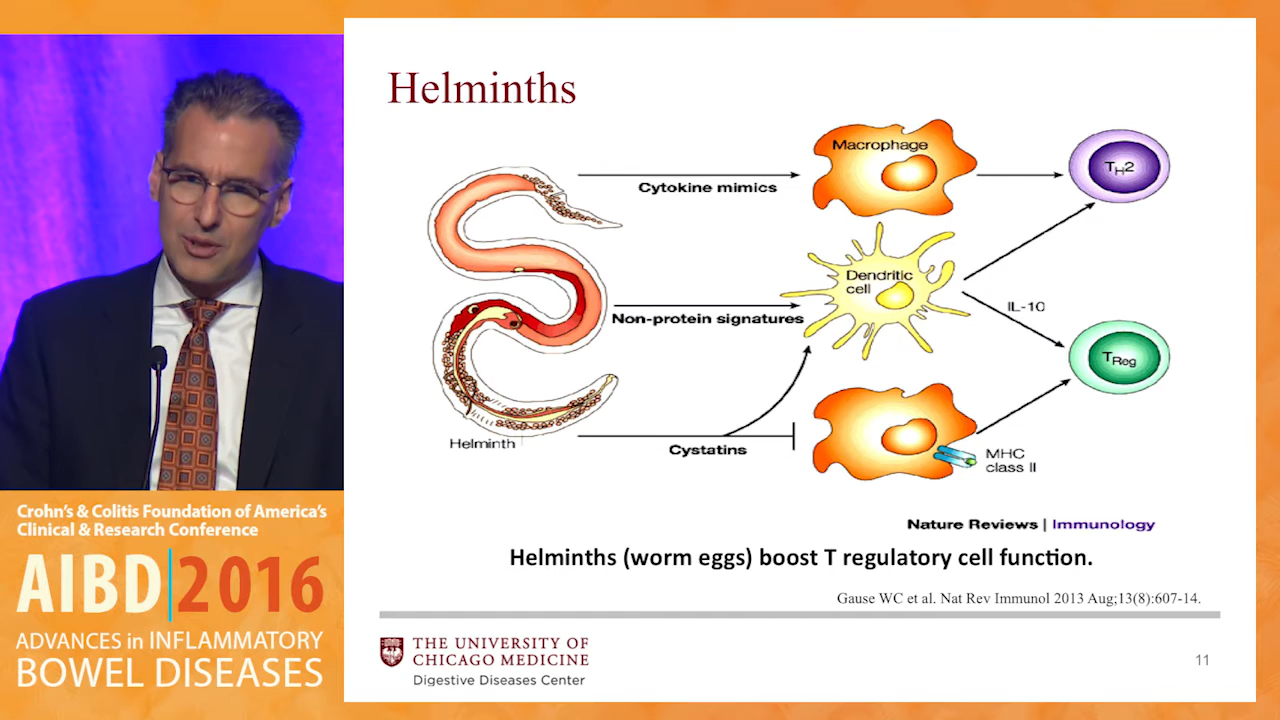 Helminths
Macrophage
TH2
Cytokine mimics
Dendritic
cell
Non-protein signatures
IL-10
TReg
Helminth
Cystatins
MHC
class II
Nature Reviews | Immunology
Helminths (worm eggs) boost T regulatory cell function.
Gause WC et al. Nat Rev Immunol 2013 Aug;13(8):607-14.
THE UNIVERSITY OF
CHICAGO MEDICINE
Digestive Diseases Center
11
Crohn's & Colitis Foundation of America's
Clinical & Research Conference
AIBD|2016
ADVANCES in INFLAMMATORY
BOWEL DISEASES